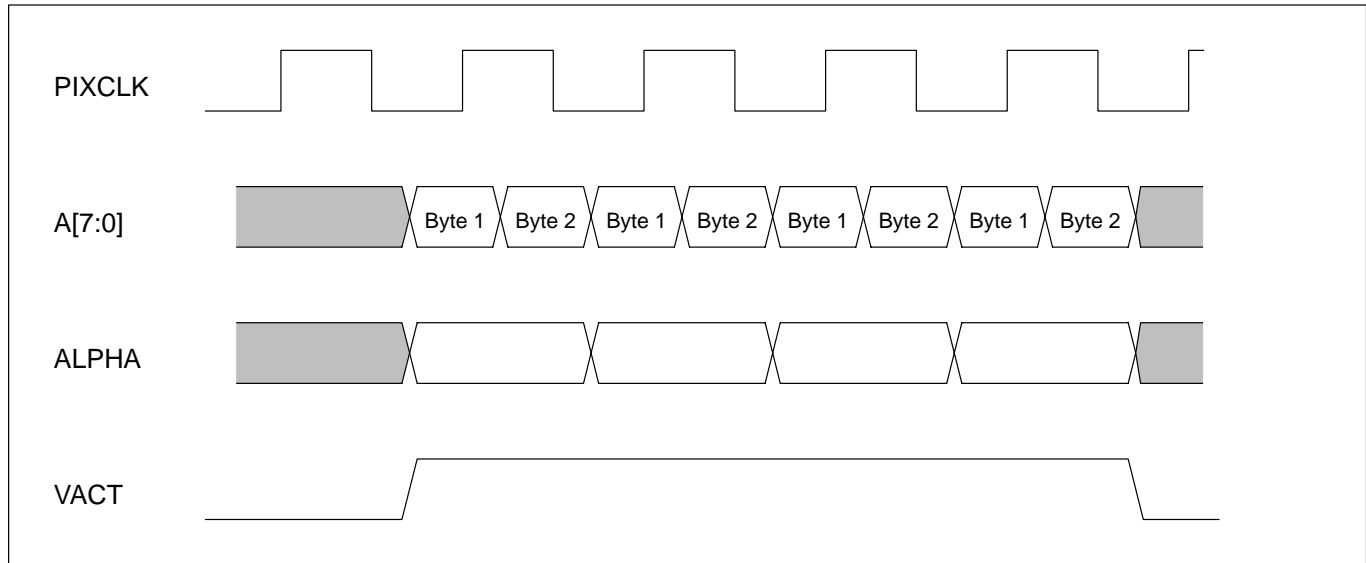 PIXCLK
A[7:0]
Byte 1 Byte 2 Byte 1 Byte 2 Byte 1 Byte 2 Byte 1 Byte 2
ALPHA
VACT